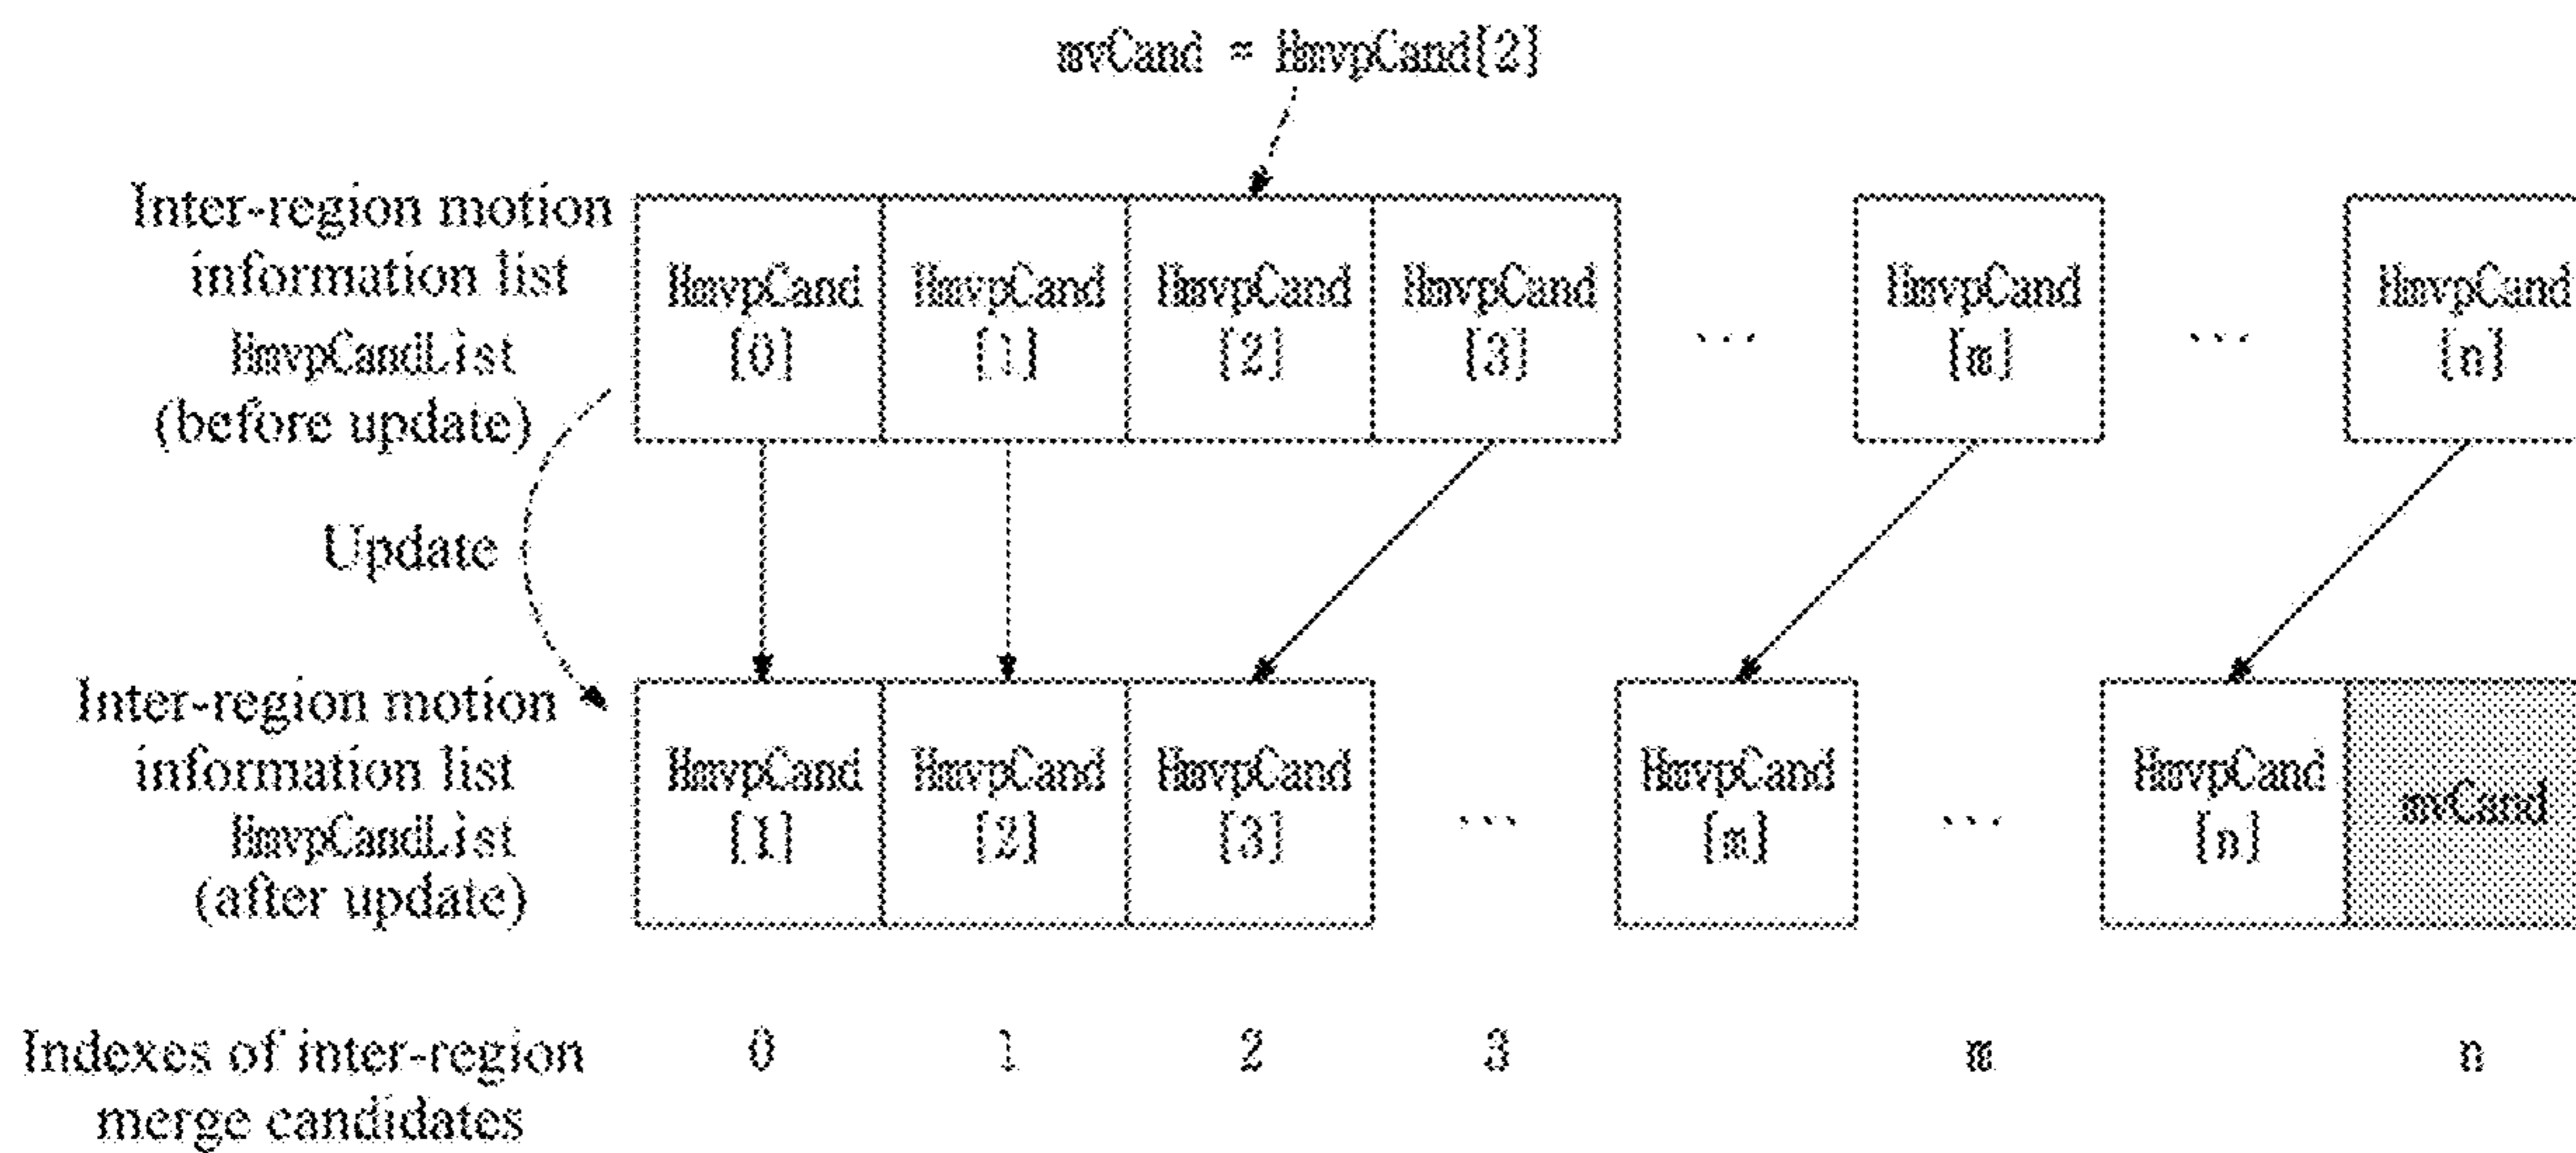 mvCand = HmvpCand[2]
Inter-region motion
information list
HmvpCandList
(before update)
HmvpCand
[0]
HmvpCand
[1]
HmvpCand
[2]
HmvpCand
[3]
...
HmvpCand
[m]
...
HmvpCand
[n]
Update
Inter-region motion
information list
HmvpCandList
(after update)
HmvpCand
[1]
HmvpCand
[2]
HmvpCand
[3]
...
HmvpCand
[m]
...
HmvpCand
[n]
mvCand
Indexes of inter-region
merge candidates
0
1
2
3
m
n